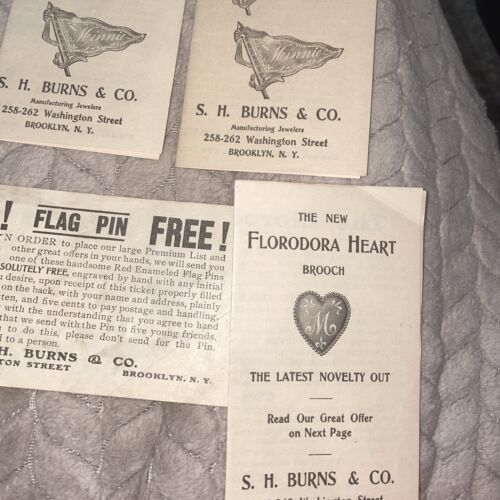 Minnie
S. H. BURNS & CO.
Manufacturing Jewelers
258-262 Washington Street
BROOKLYN, N. Y.
Minnie
S. H. BURNS & CO.
Manufacturing Jewelers
258-262 Washington Street
BROOKLYN, N. Y.
! FLAG PIN FREE!
N ORDER to place our large Premium List and
other great offers in your hands, we will send you
one of these handsome Red Enameled Flag Pins
SOLUTELY FREE, engraved by hand with any initial
desire, upon receipt of this ticket properly filled
on the back, with your name and address, plainly
ten, and five cents to pay postage and handling.
with the understanding that you agree to hand
that we send with the Pin to five young friends.
to do this, please don't send for the Pin.
to a person.
H. BURNS & CO.
TON STREET BROOKLYN, N. Y.
THE NEW
FLORODORA HEART
BROOCH
M
THE LATEST NOVELTY OUT
Read Our Great Offer
on Next Page
S. H. BURNS & CO.
Washington Street